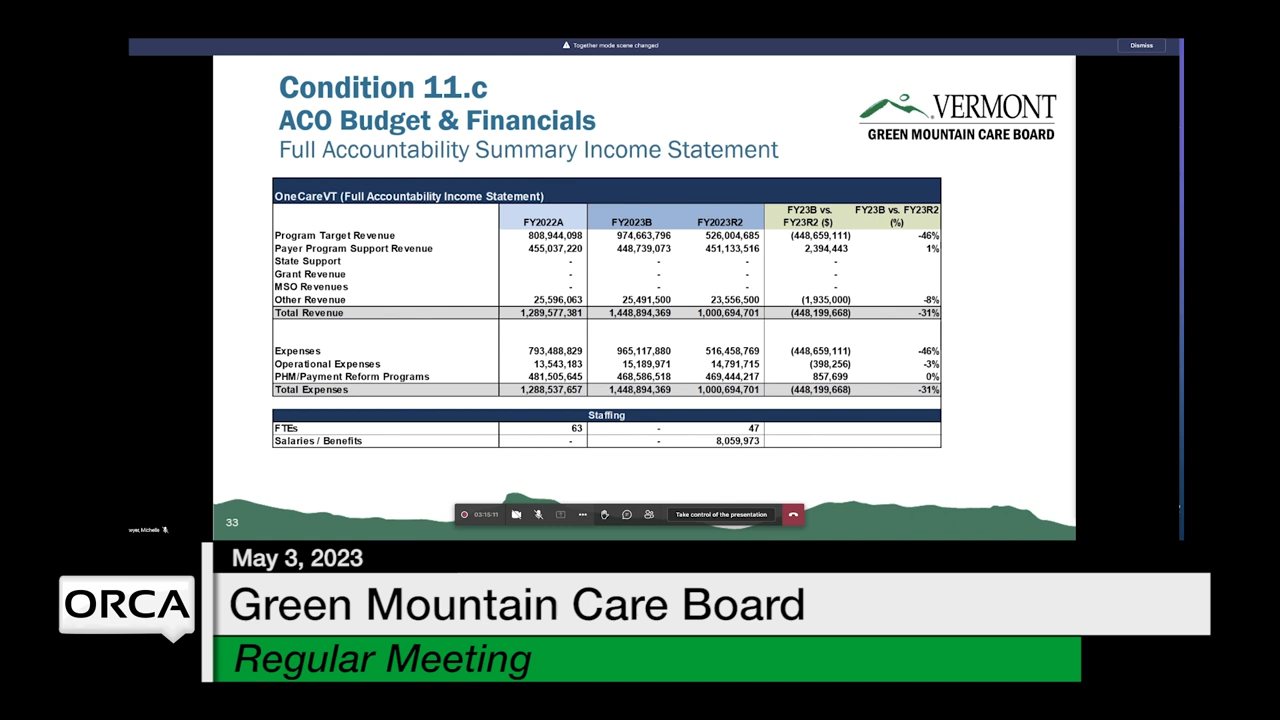 Together mode scene changed
Dismiss
Condition 11.c
ACO Budget & Financials
Full Accountability Summary Income Statement
VERMONT
GREEN MOUNTAIN CARE BOARD
OneCareVT (Full Accountability Income Statement)
FY2022A FY2023B FY2023R2 FY23B vs. FY23R2 ($) FY23B vs. FY23R2 (%)
Program Target Revenue 808,944,098 974,663,796 526,004,685 (448,659,111) -46%
Payer Program Support Revenue 455,037,220 448,739,073 451,133,516 2,394,443 1%
State Support - - - -
Grant Revenue - - - -
MSO Revenues - - - -
Other Revenue 25,596,063 25,491,500 23,556,500 (1,935,000) -8%
Total Revenue 1,289,577,381 1,448,894,369 1,000,694,701 (448,199,668) -31%
Expenses 793,488,829 965,117,880 516,458,769 (448,659,111) -46%
Operational Expenses 13,543,183 15,189,971 14,791,715 (398,256) -3%
PHM/Payment Reform Programs 481,505,645 468,586,518 469,444,217 857,699 0%
Total Expenses 1,288,537,657 1,448,894,369 1,000,694,701 (448,199,668) -31%
Staffing
FTEs 63 - 47
Salaries / Benefits - - 8,059,973
33
03:15:11
Take control of the presentation
wyer, Michelle
May 3, 2023
ORCA
Green Mountain Care Board
Regular Meeting